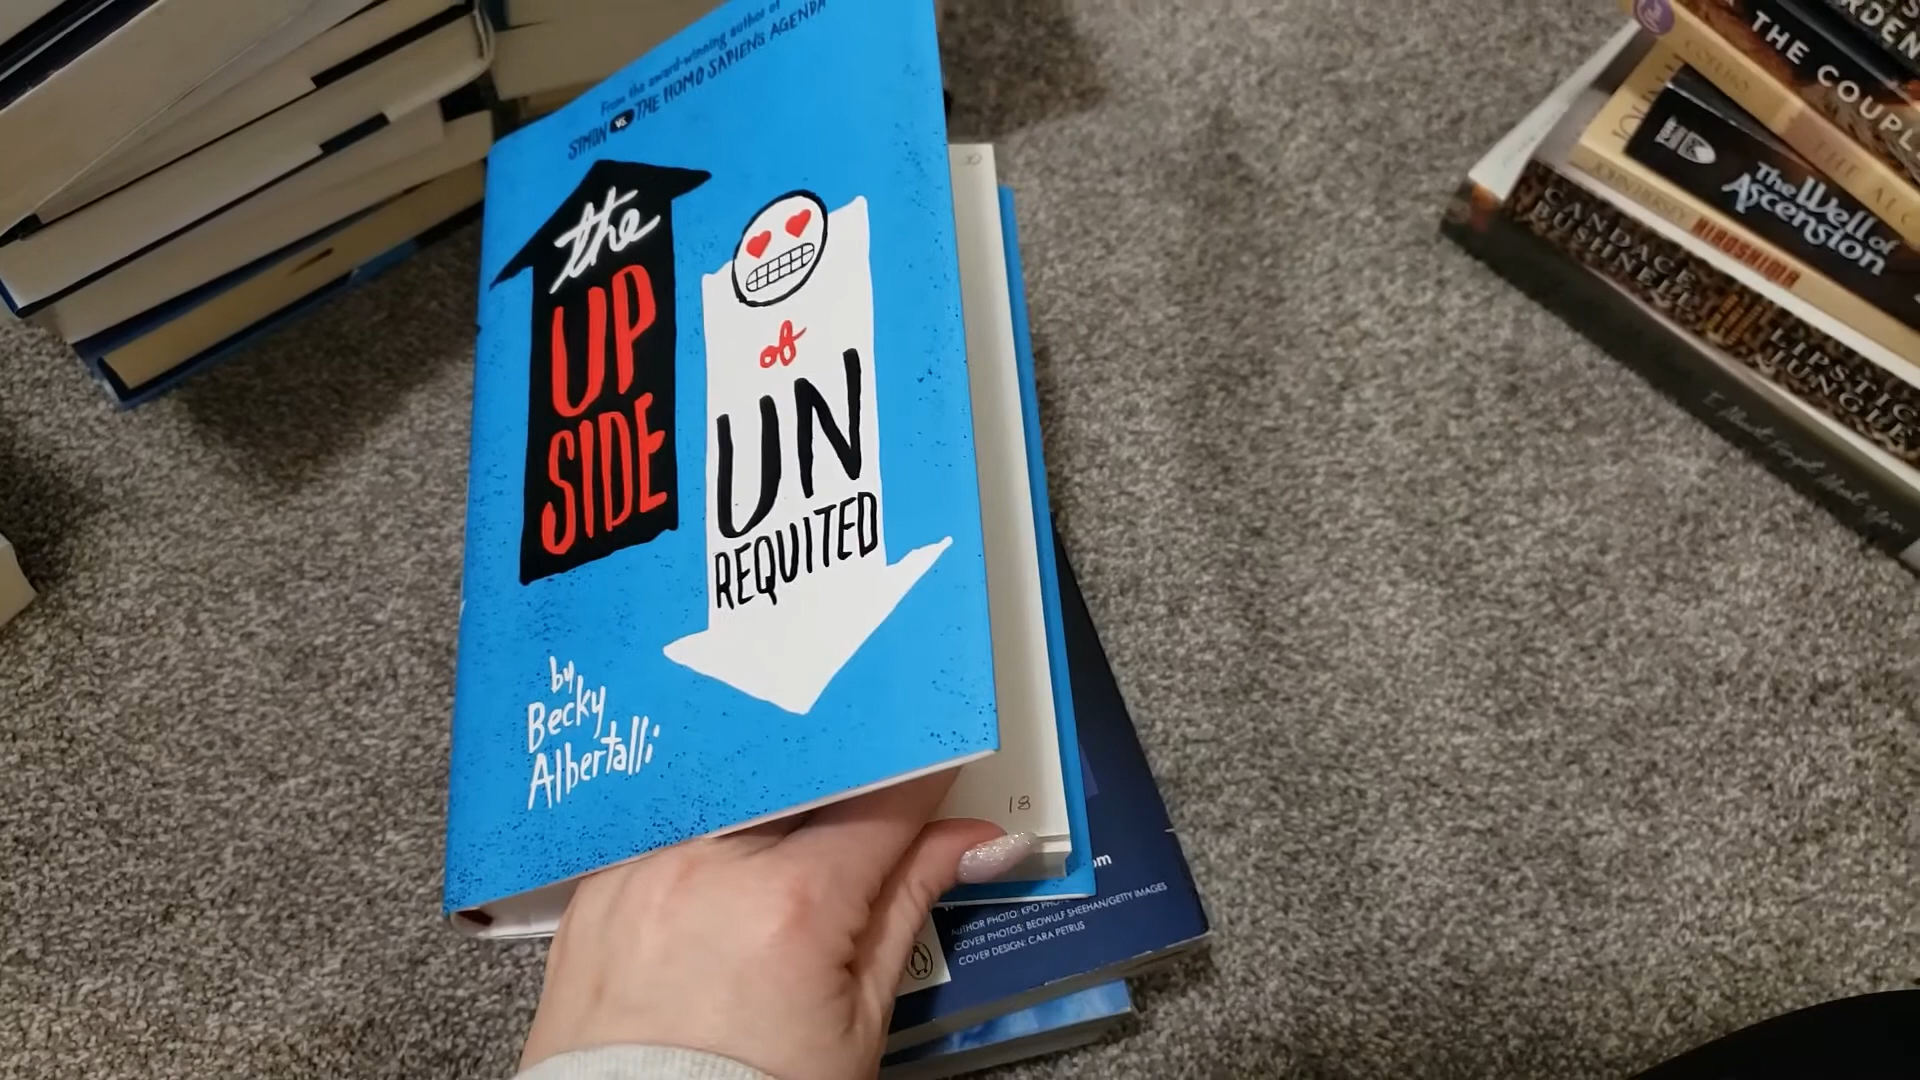 From the award-winning author of
SIMON VS. THE HOMO SAPIENS AGENDA
the
UP
SIDE
of
UN
REQUITED
by
Becky
Albertalli
18
AUTHOR PHOTO: KPO
COVER PHOTOS: BEOWULF SHEEHAN/GETTY IMAGES
COVER DESIGN: CARA PETRUS
THE COUPL
The Well of
Ascension
HIROSHIMA
CANDACE
BUSHNELL
LIPSTIC
JUNGLE